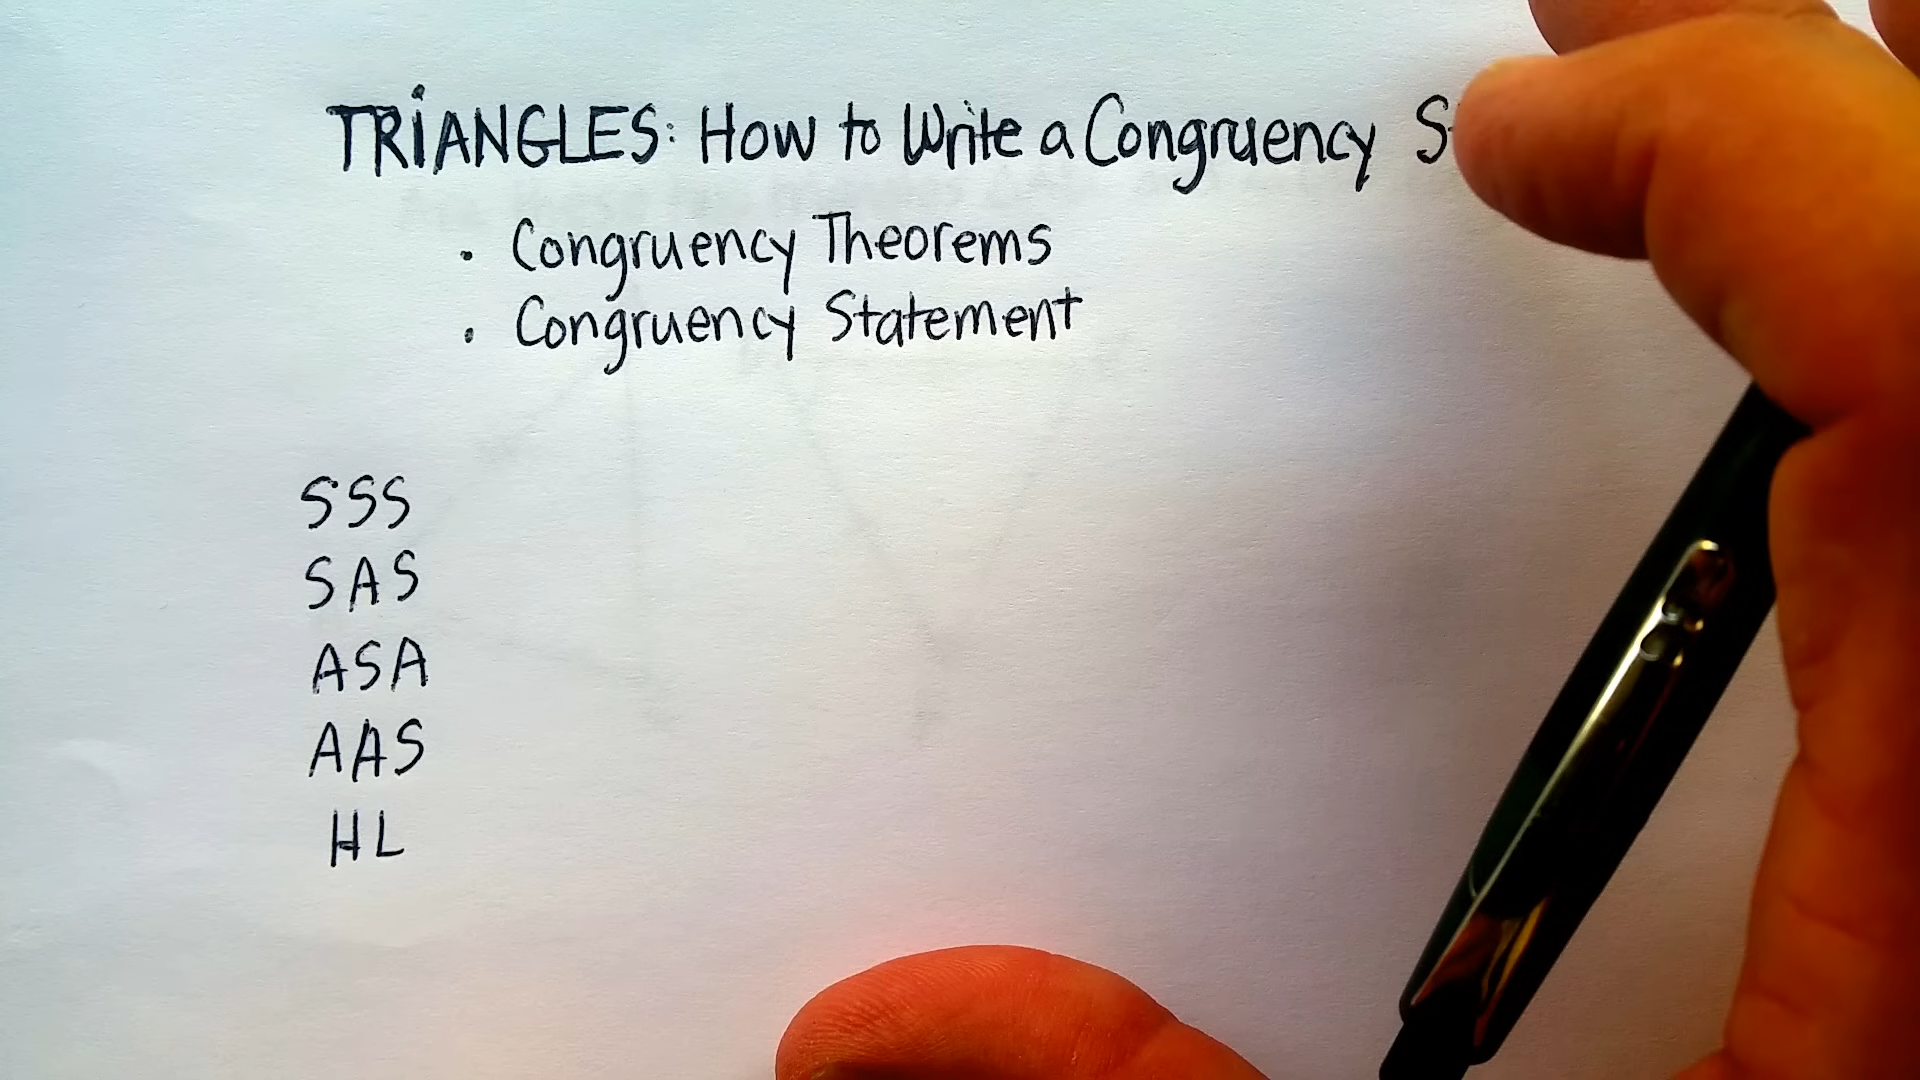 TRIANGLES: How to Write a Congruency
• Congruency Theorems
• Congruency Statement
SSS
SAS
ASA
AAS
HL